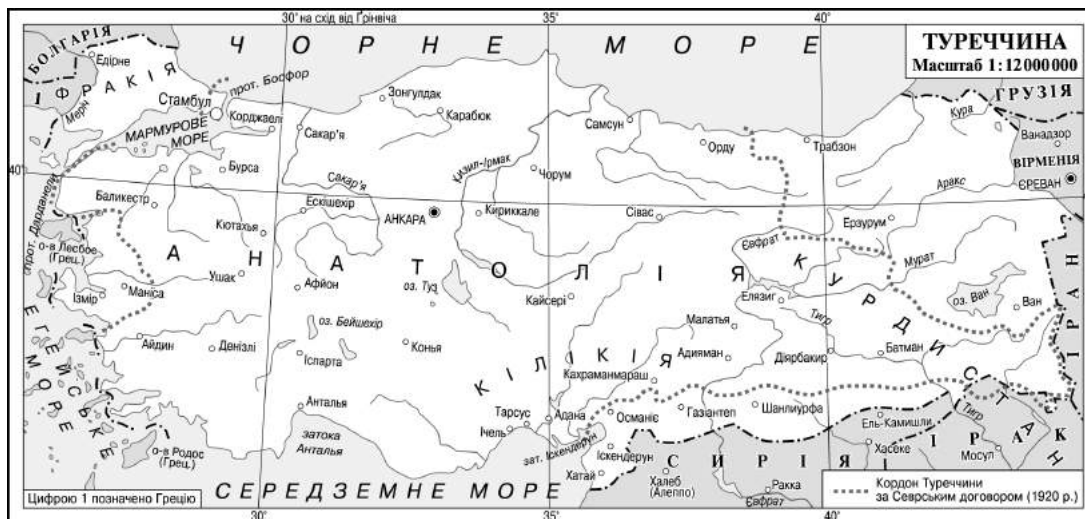 30° на схід від Ґрінвіча
35°
40°
ЧОРНЕ МОРЕ
ТУРЕЧЧИНА
Масштаб 1:12 000 000
БОЛГАРІЯ
Едірне
1
ФРАКІЯ
Меріч
прот. Босфор
Стамбул
Корджаелі
МАРМУРОВЕ
МОРЕ
Зонгулдак
Карабюк
Сакар'я
Самсун
Орду
Трабзон
ГРУЗІЯ
Кура
Ванадзор
ВІРМЕНІЯ
ЄРЕВАН
40°
Бурса
Сакар'я
Кизил-Ірмак
Чорум
Аракс
прот. Дарданелли
Баликесір
Ескішехір
АНКАРА
Кириккале
Сівас
Ерзурум
о-в Лесбос
(Грец.)
Кютахья
Євфрат
Мурат
АНАТОЛІЯ
КУРДИСТАН
ІРАН
Ушак
Маніса
Ізмір
Афйон
оз. Туз
Кайсері
Елязиг
оз. Ван
Ван
Тигр
оз. Бейшехір
Малатья
Айдин
Денізлі
Іспарта
Конья
КІЛІКІЯ
Адияман
Діярбакир
Батман
Кахраманмараш
ЕГЕЙСЬКЕ
МОРЕ
Анталья
Тарсус
Адана
Османіє
Газіантеп
Шанлиурфа
Ічель
Ель-Камишли
Тигр
затока
Анталья
зат. Іскендерун
Іскендерун
Хасеке
ІРАК
Мосул
о-в Родос
(Грец.)
Хатай
СИРІЯ
Халеб
(Алеппо)
Ракка
Євфрат
Цифрою 1 позначено Грецію
СЕРЕДЗЕМНЕ МОРЕ
Кордон Туреччини
за Севрським договором (1920 р.)
30°
35°
40°